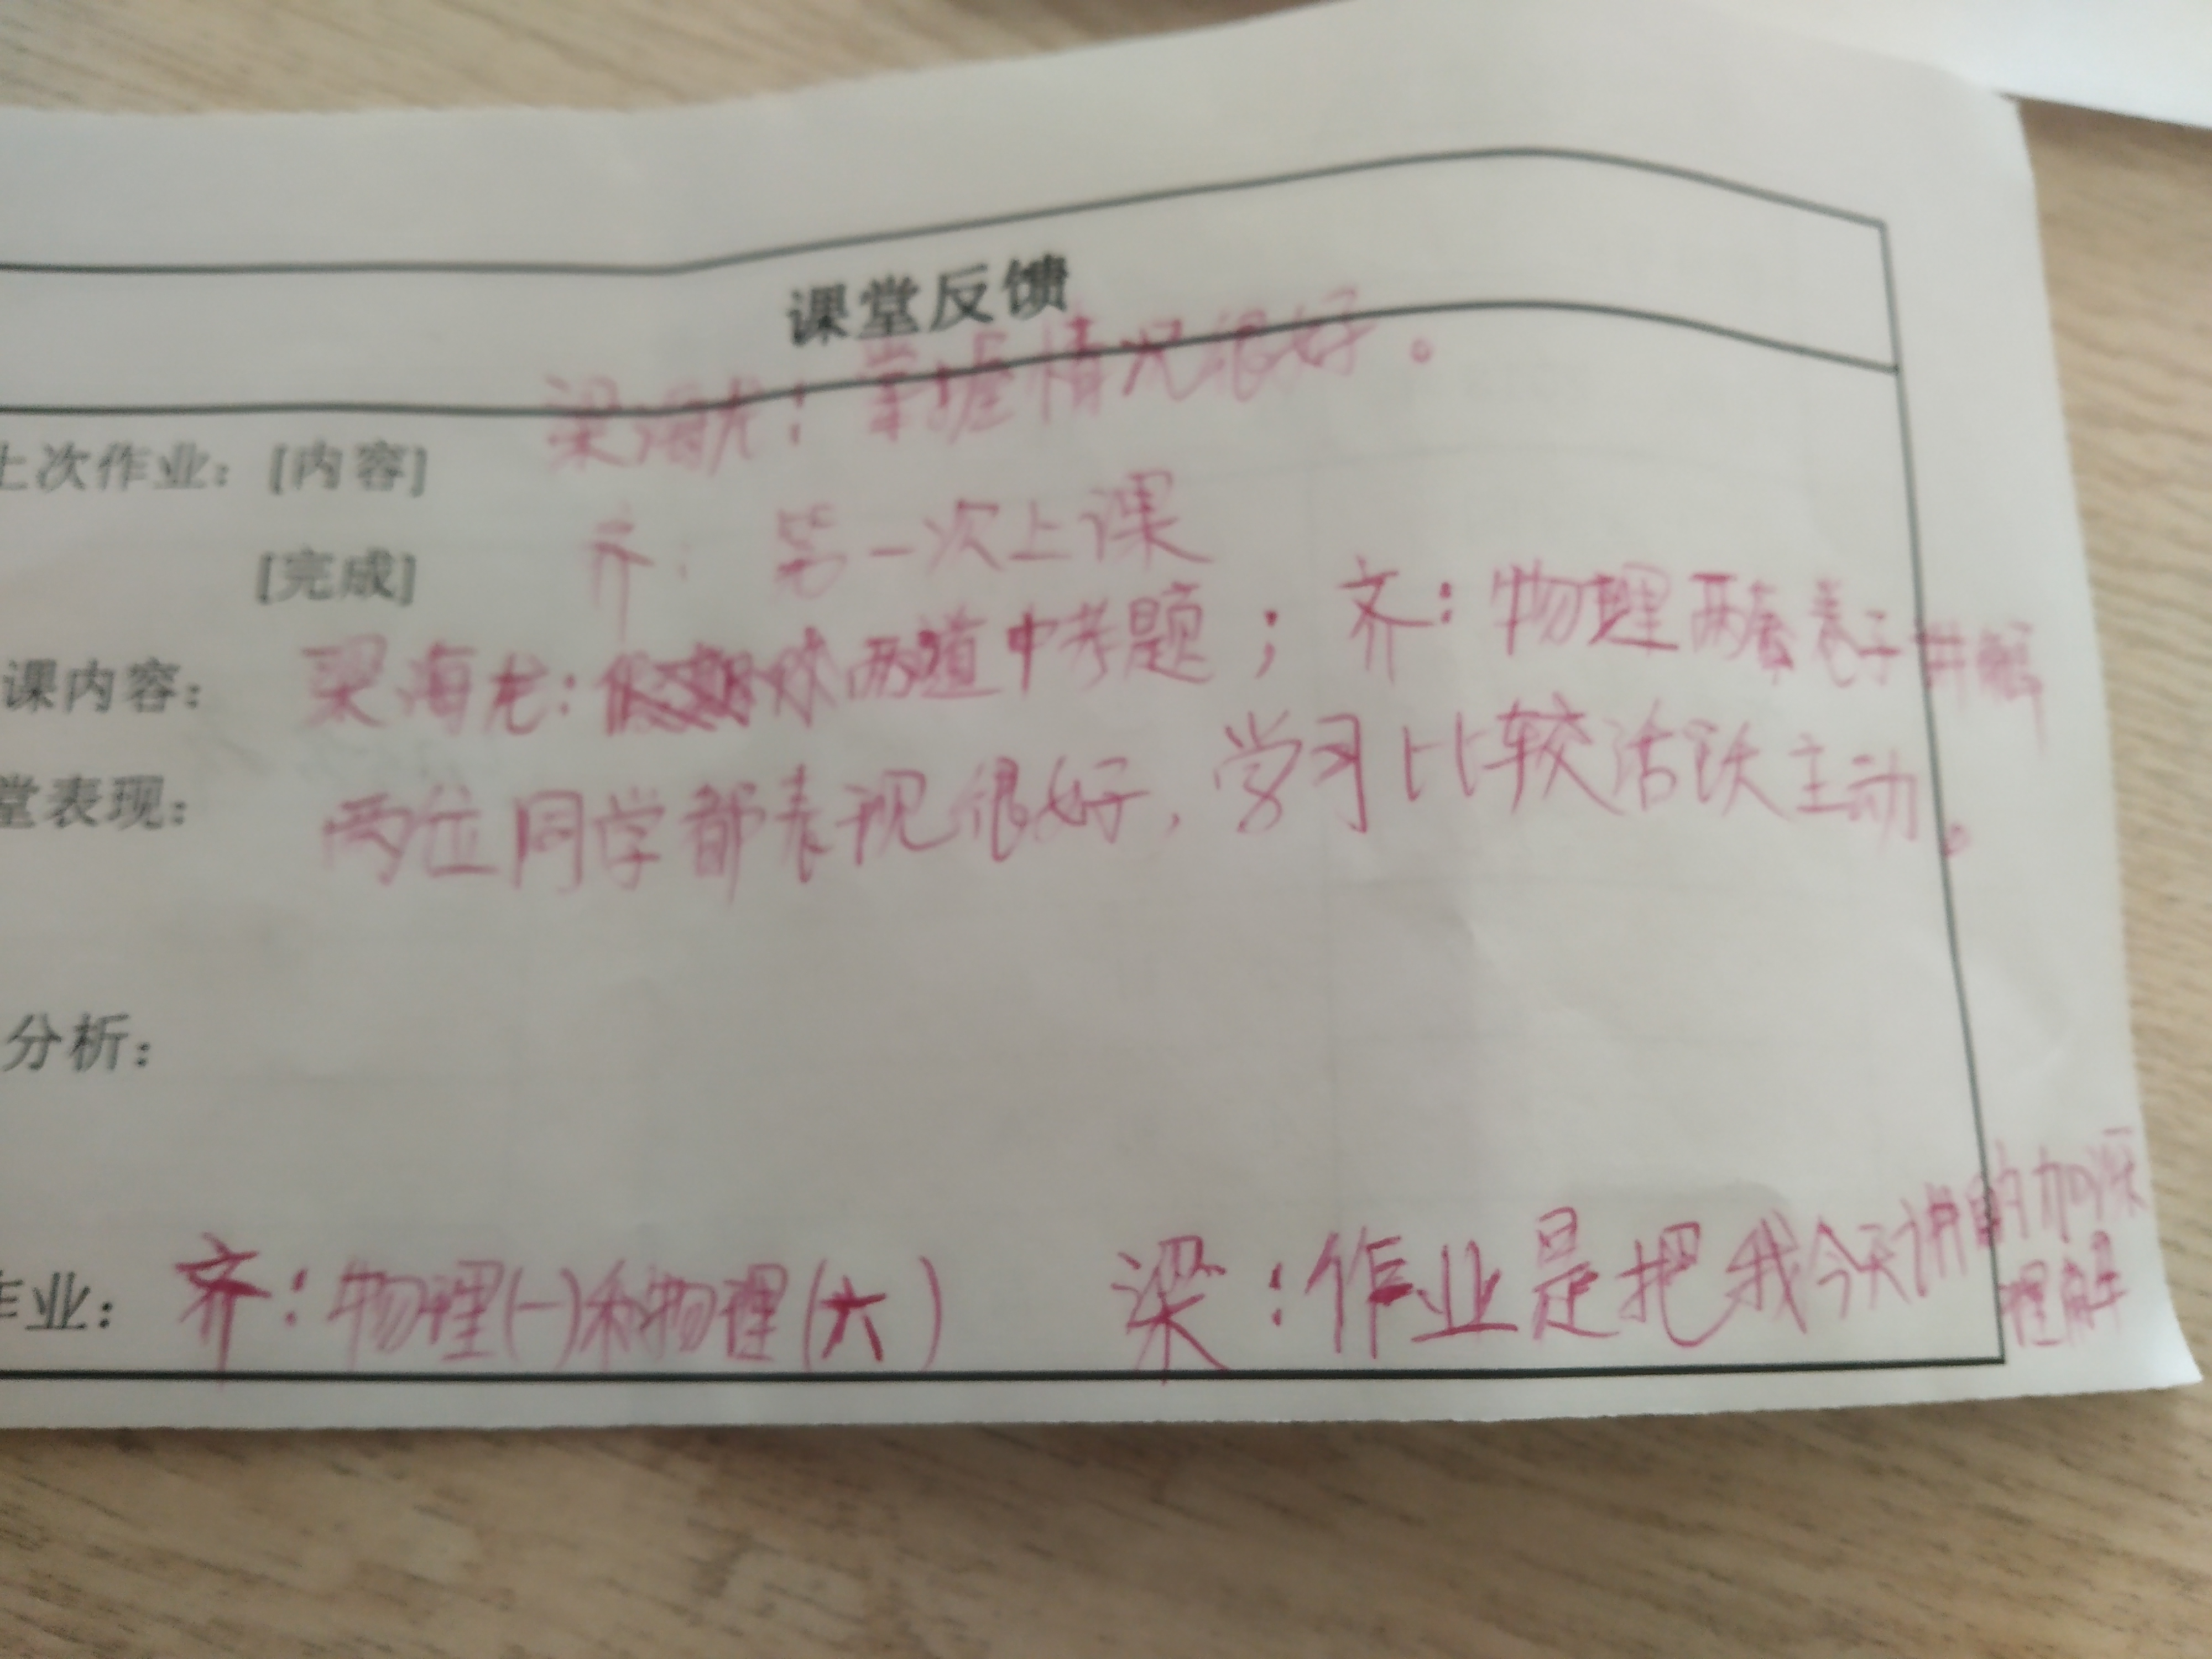 课堂反馈
梁海龙：掌握情况很好。
上次作业：[内容]
齐：第一次上课
[完成]
课内容：梁海龙：两道中考题；齐：物理两套卷子讲解
堂表现：两位同学都表现很好，学习比较活跃主动。
分析：
作业：齐：物理(一)和物理(六) 梁：作业是把我今天讲的加深
理解